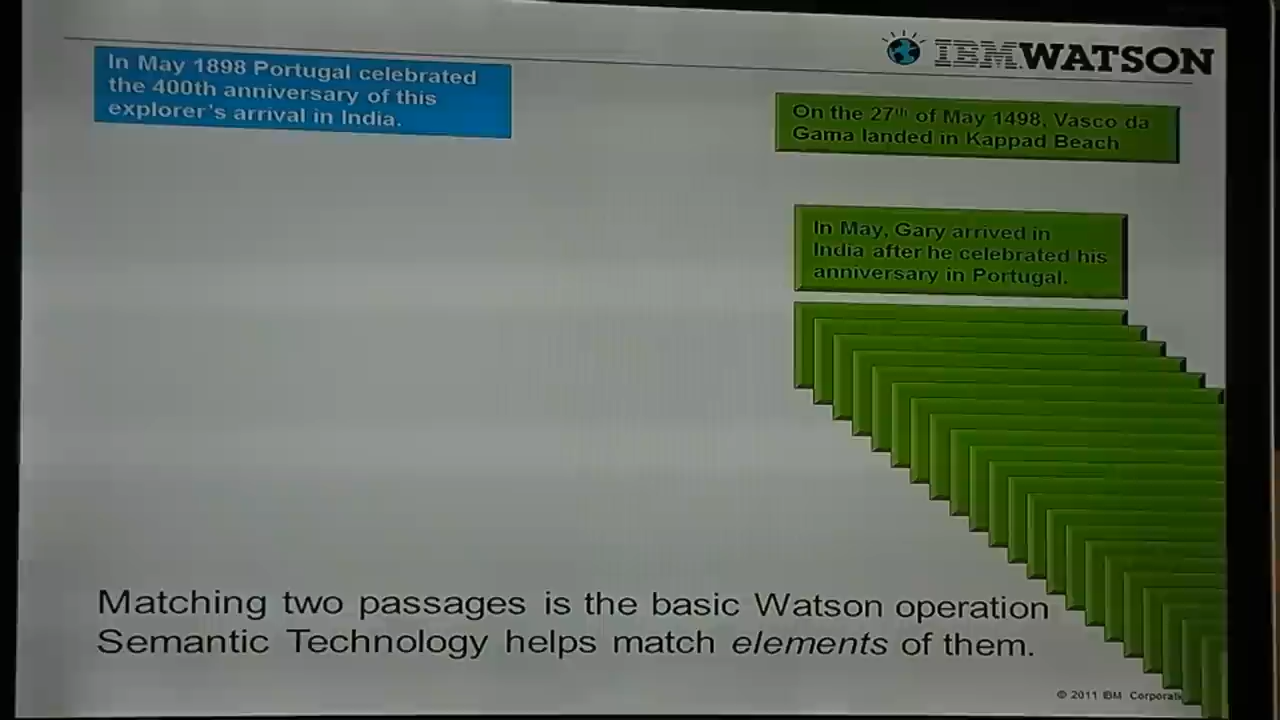 IBM WATSON
In May 1898 Portugal celebrated
the 400th anniversary of this
explorer's arrival in India.
On the 27th of May 1498, Vasco da
Gama landed in Kappad Beach
In May, Gary arrived in
India after he celebrated his
anniversary in Portugal.
Matching two passages is the basic Watson operation
Semantic Technology helps match elements of them.
© 2011 IBM